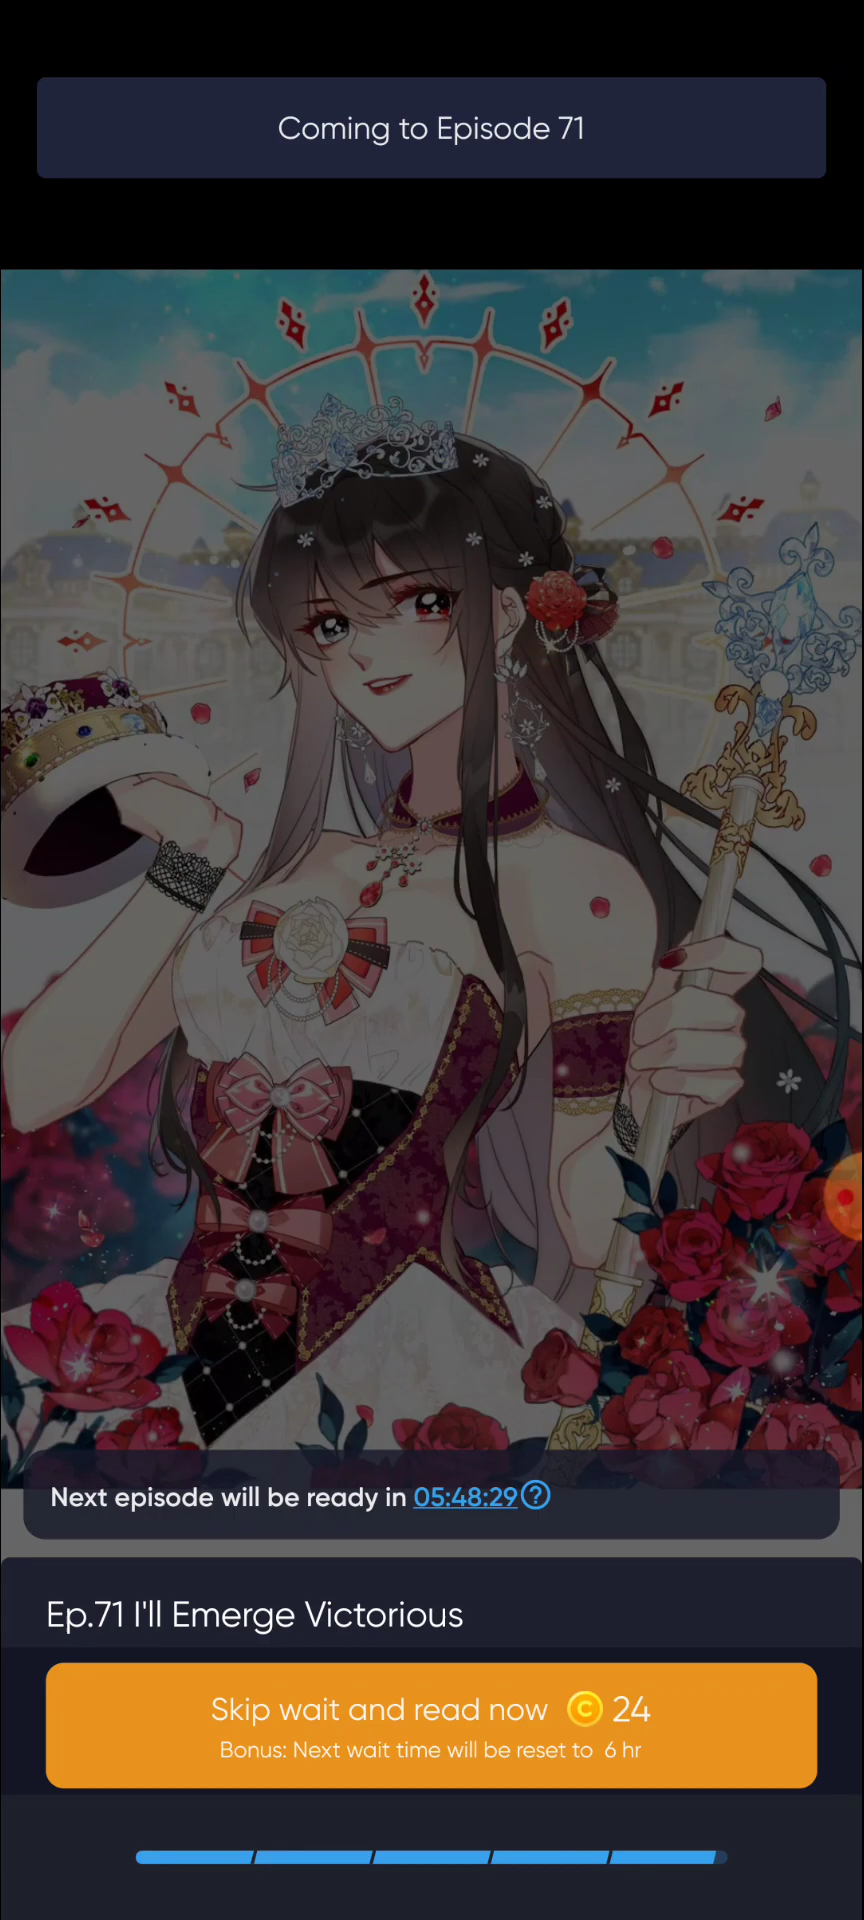 Coming to Episode 71
Next episode will be ready in 05:48:29 ?
Ep.71 I'll Emerge Victorious
Skip wait and read now C 24
Bonus: Next wait time will be reset to 6 hr